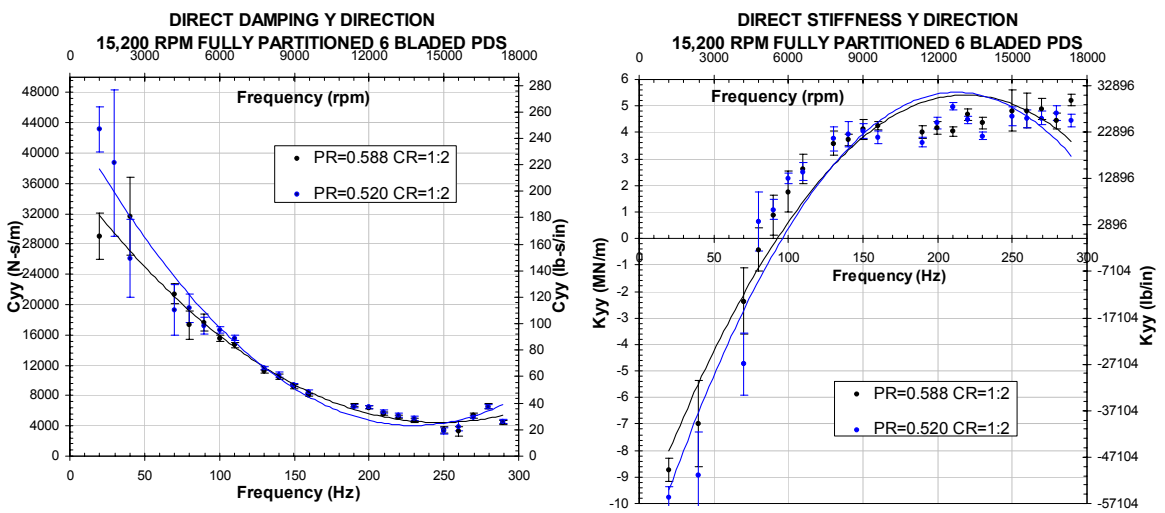 DIRECT DAMPING Y DIRECTION
15,200 RPM FULLY PARTITIONED 6 BLADED PDS
0 3000 6000 9000 12000 15000 18000
Frequency (rpm)
48000
44000
40000
36000
32000
28000
24000
20000
16000
12000
8000
4000
0
Cyy (N-s/m)
PR=0.588 CR=1:2
PR=0.520 CR=1:2
280
260
240
220
200
180
160
140
120
100
80
60
40
20
0
Cyy (lb-s/in)
0 50 100 150 200 250 300
Frequency (Hz)
DIRECT STIFFNESS Y DIRECTION
15,200 RPM FULLY PARTITIONED 6 BLADED PDS
0 3000 6000 9000 12000 15000 18000
Frequency (rpm)
6
5
4
3
2
1
0
-1
-2
-3
-4
-5
-6
-7
-8
-9
-10
Kyy (MN/m)
0 50 100 150 200 250 300
Frequency (Hz)
PR=0.588 CR=1:2
PR=0.520 CR=1:2
32896
22896
12896
2896
-7104
-17104
-27104
-37104
-47104
-57104
Kyy (lb/in)